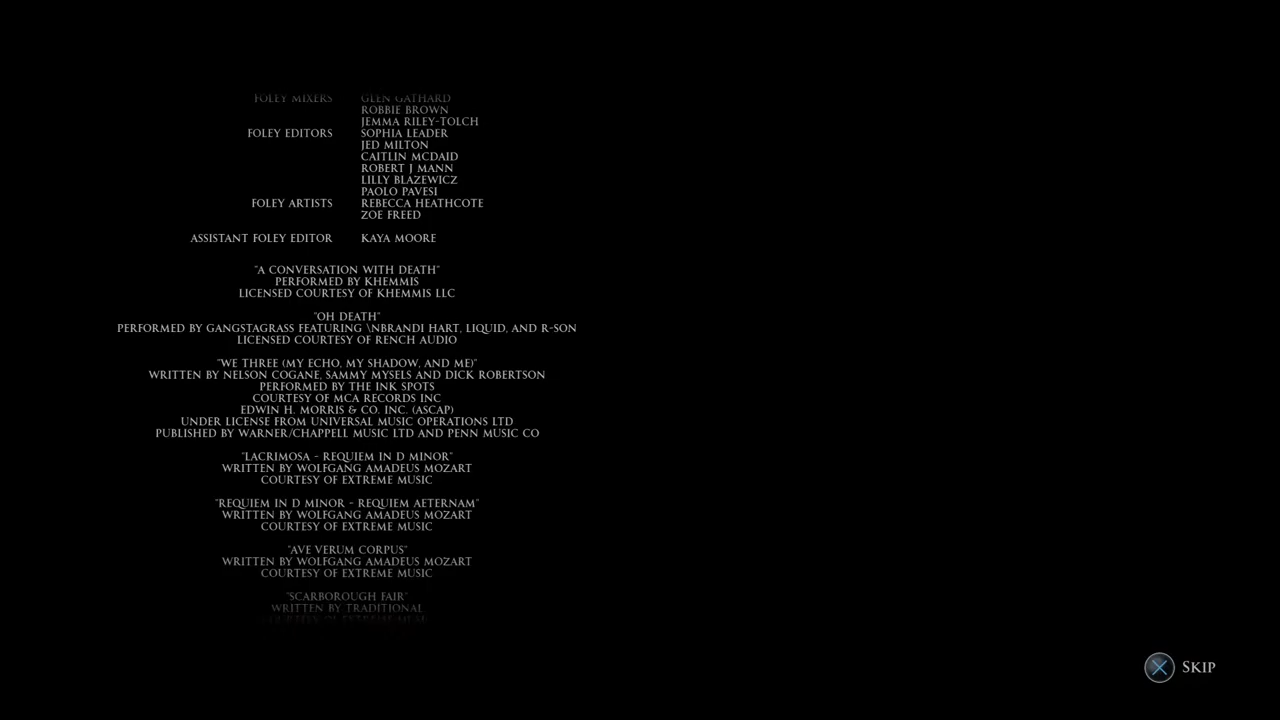 FOLEY MIXERS GLEN GATHARD
ROBBIE BROWN
JEMMA RILEY-TOLCH
FOLEY EDITORS SOPHIA LEADER
JED MILTON
CAITLIN MCDAID
ROBERT J MANN
LILLY BLAZEWICZ
PAOLO PAVESI
FOLEY ARTISTS REBECCA HEATHCOTE
ZOE FREED
ASSISTANT FOLEY EDITOR KAYA MOORE
"A CONVERSATION WITH DEATH"
PERFORMED BY KHEMMIS
LICENSED COURTESY OF KHEMMIS LLC
"OH DEATH"
PERFORMED BY GANGSTAGRASS FEATURING \NBRANDI HART, LIQUID, AND R-SON
LICENSED COURTESY OF RENCH AUDIO
"WE THREE (MY ECHO, MY SHADOW, AND ME)"
WRITTEN BY NELSON COGANE, SAMMY MYSELS AND DICK ROBERTSON
PERFORMED BY THE INK SPOTS
COURTESY OF MCA RECORDS INC
EDWIN H. MORRIS & CO. INC. (ASCAP)
UNDER LICENSE FROM UNIVERSAL MUSIC OPERATIONS LTD
PUBLISHED BY WARNER/CHAPPELL MUSIC LTD AND PENN MUSIC CO
"LACRIMOSA - REQUIEM IN D MINOR"
WRITTEN BY WOLFGANG AMADEUS MOZART
COURTESY OF EXTREME MUSIC
"REQUIEM IN D MINOR - REQUIEM AETERNAM"
WRITTEN BY WOLFGANG AMADEUS MOZART
COURTESY OF EXTREME MUSIC
"AVE VERUM CORPUS"
WRITTEN BY WOLFGANG AMADEUS MOZART
COURTESY OF EXTREME MUSIC
"SCARBOROUGH FAIR"
WRITTEN BY TRADITIONAL
SKIP